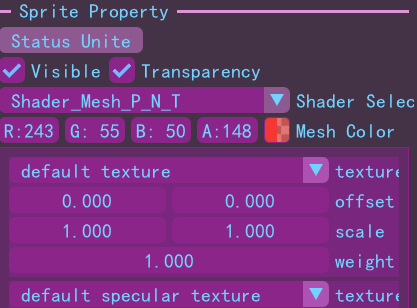 Sprite Property
Status Unite
Visible Transparency
Shader_Mesh_P_N_T Shader Selec
R:243 G: 55 B: 50 A:148 Mesh Color
default texture texture
0.000 0.000 offset
1.000 1.000 scale
1.000 weight
default specular texture texture